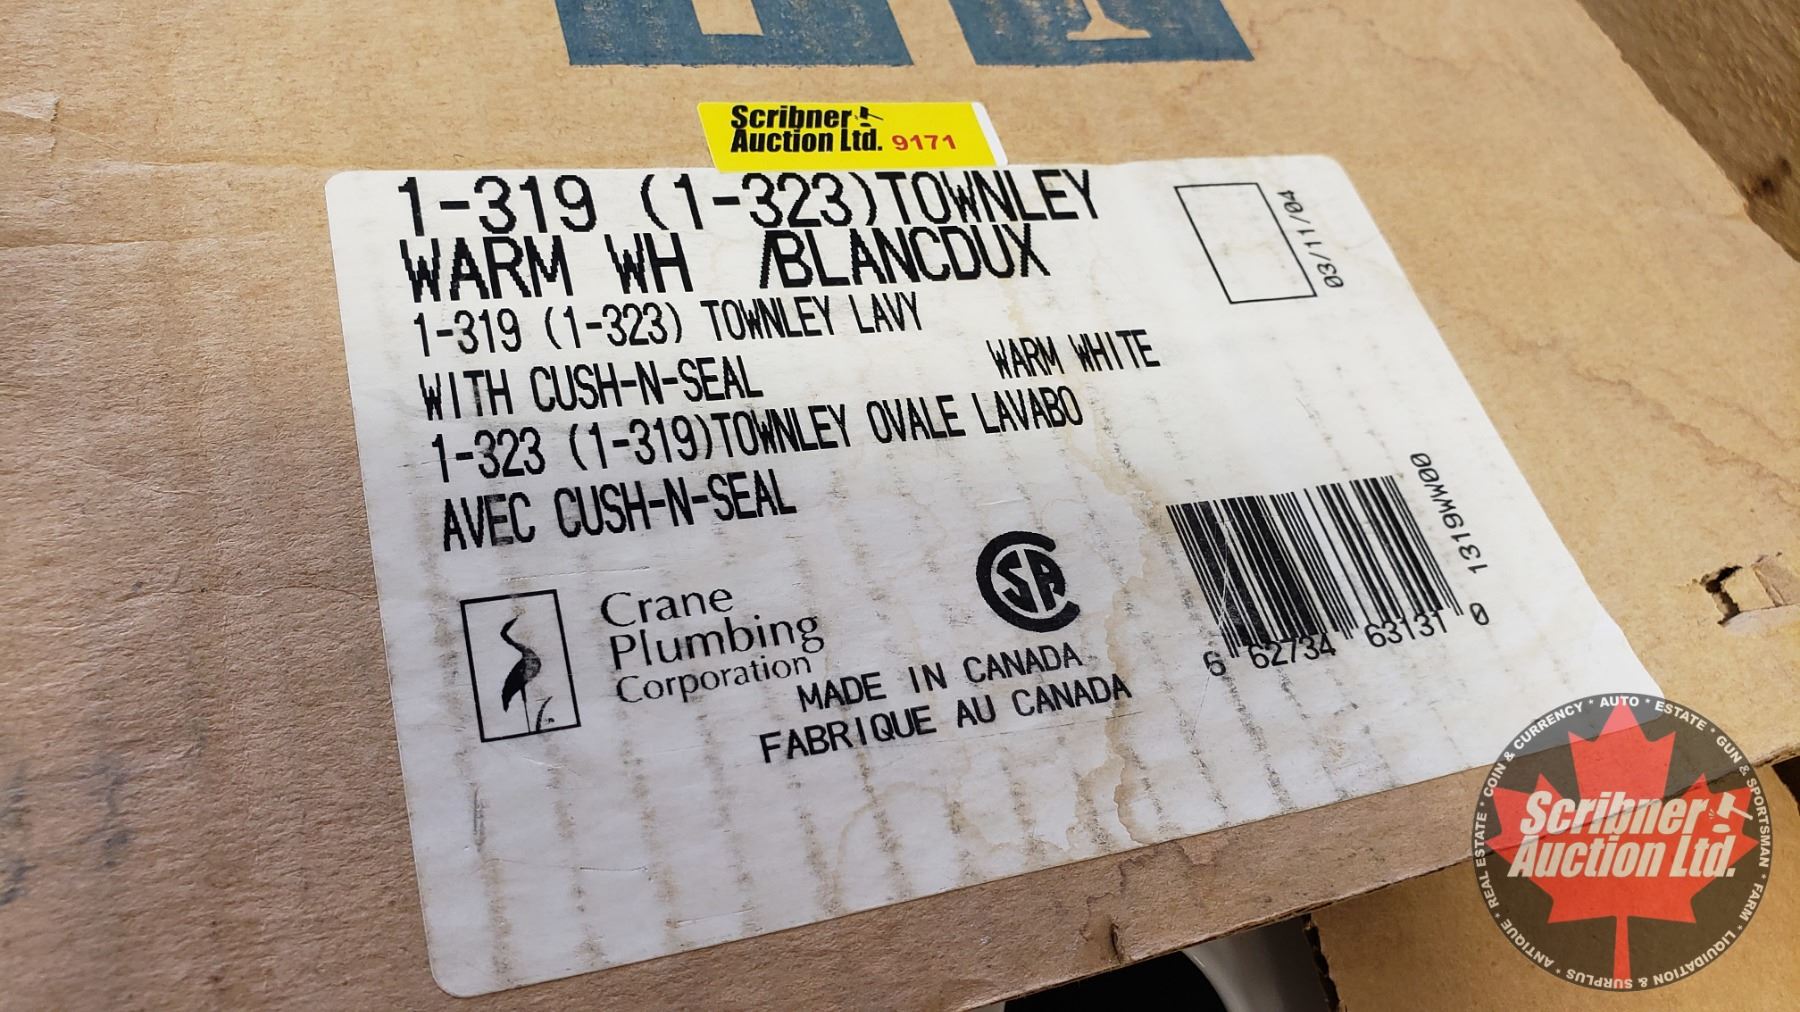 Scribner
Auction Ltd. 9171
1-319 (1-323)TOWNLEY
WARM WH /BLANCDUX
1-319 (1-323) TOWNLEY LAVY
WITH CUSH-N-SEAL WARM WHITE
1-323 (1-319)TOWNLEY OVALE LAVABO
AVEC CUSH-N-SEAL
03/11/04
Crane
Plumbing
Corporation
CSA
MADE IN CANADA
FABRIQUE AU CANADA
1319WW00
6 62734 63131 0
Scribner
Auction Ltd.
ANTIQUE * REAL ESTATE * COIN & CURRENCY * AUTO * ESTATE * GUN & SPORTSMAN * FARM * LIQUIDATION & SURPLUS *